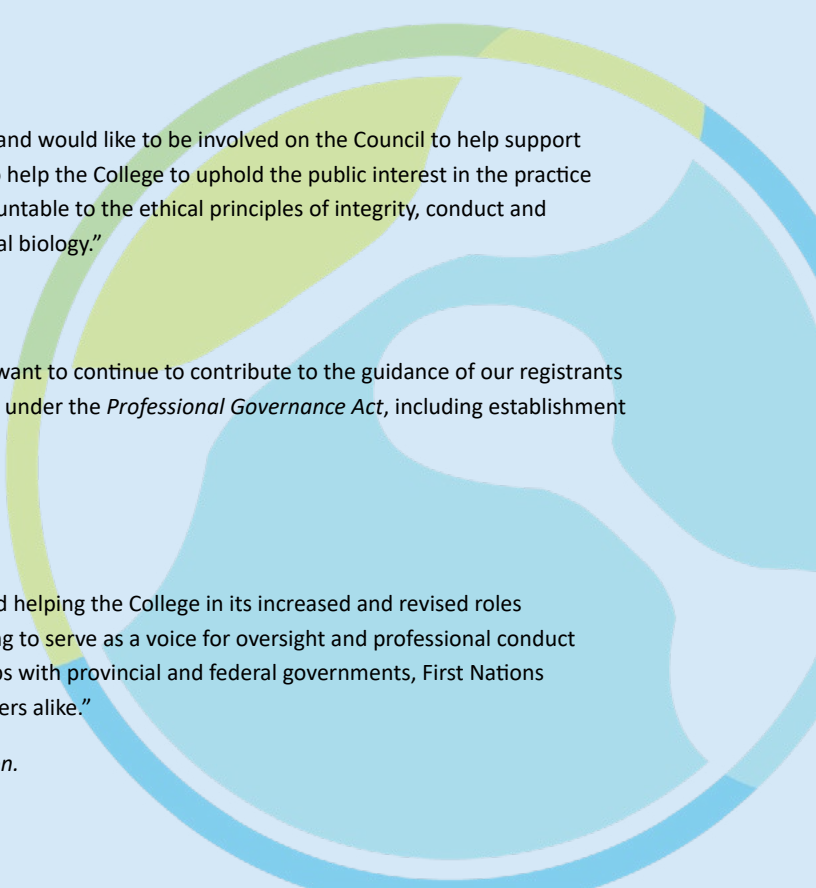 and would like to be involved on the Council to help support
help the College to uphold the public interest in the practice
untable to the ethical principles of integrity, conduct and
al biology.”
want to continue to contribute to the guidance of our registrants
under the Professional Governance Act, including establishment
d helping the College in its increased and revised roles
ng to serve as a voice for oversight and professional conduct
ps with provincial and federal governments, First Nations
ers alike.”
n.